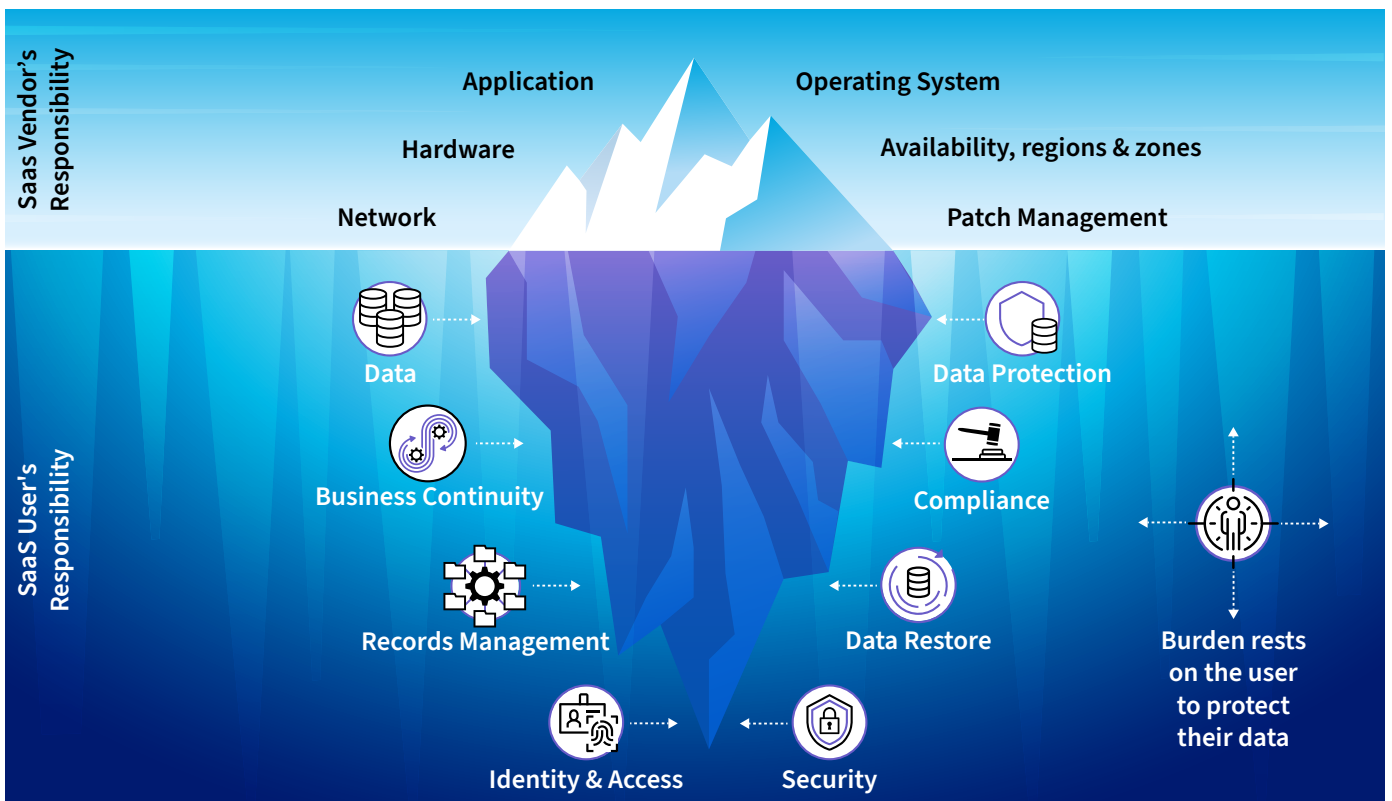 Saas Vendor’s
Responsibility
Application
Operating System
Hardware
Availability, regions & zones
Network
Patch Management
SaaS User's
Responsibility
Data
Data Protection
Business Continuity
Compliance
Records Management
Data Restore
Identity & Access
Security
Burden rests
on the user
to protect
their data